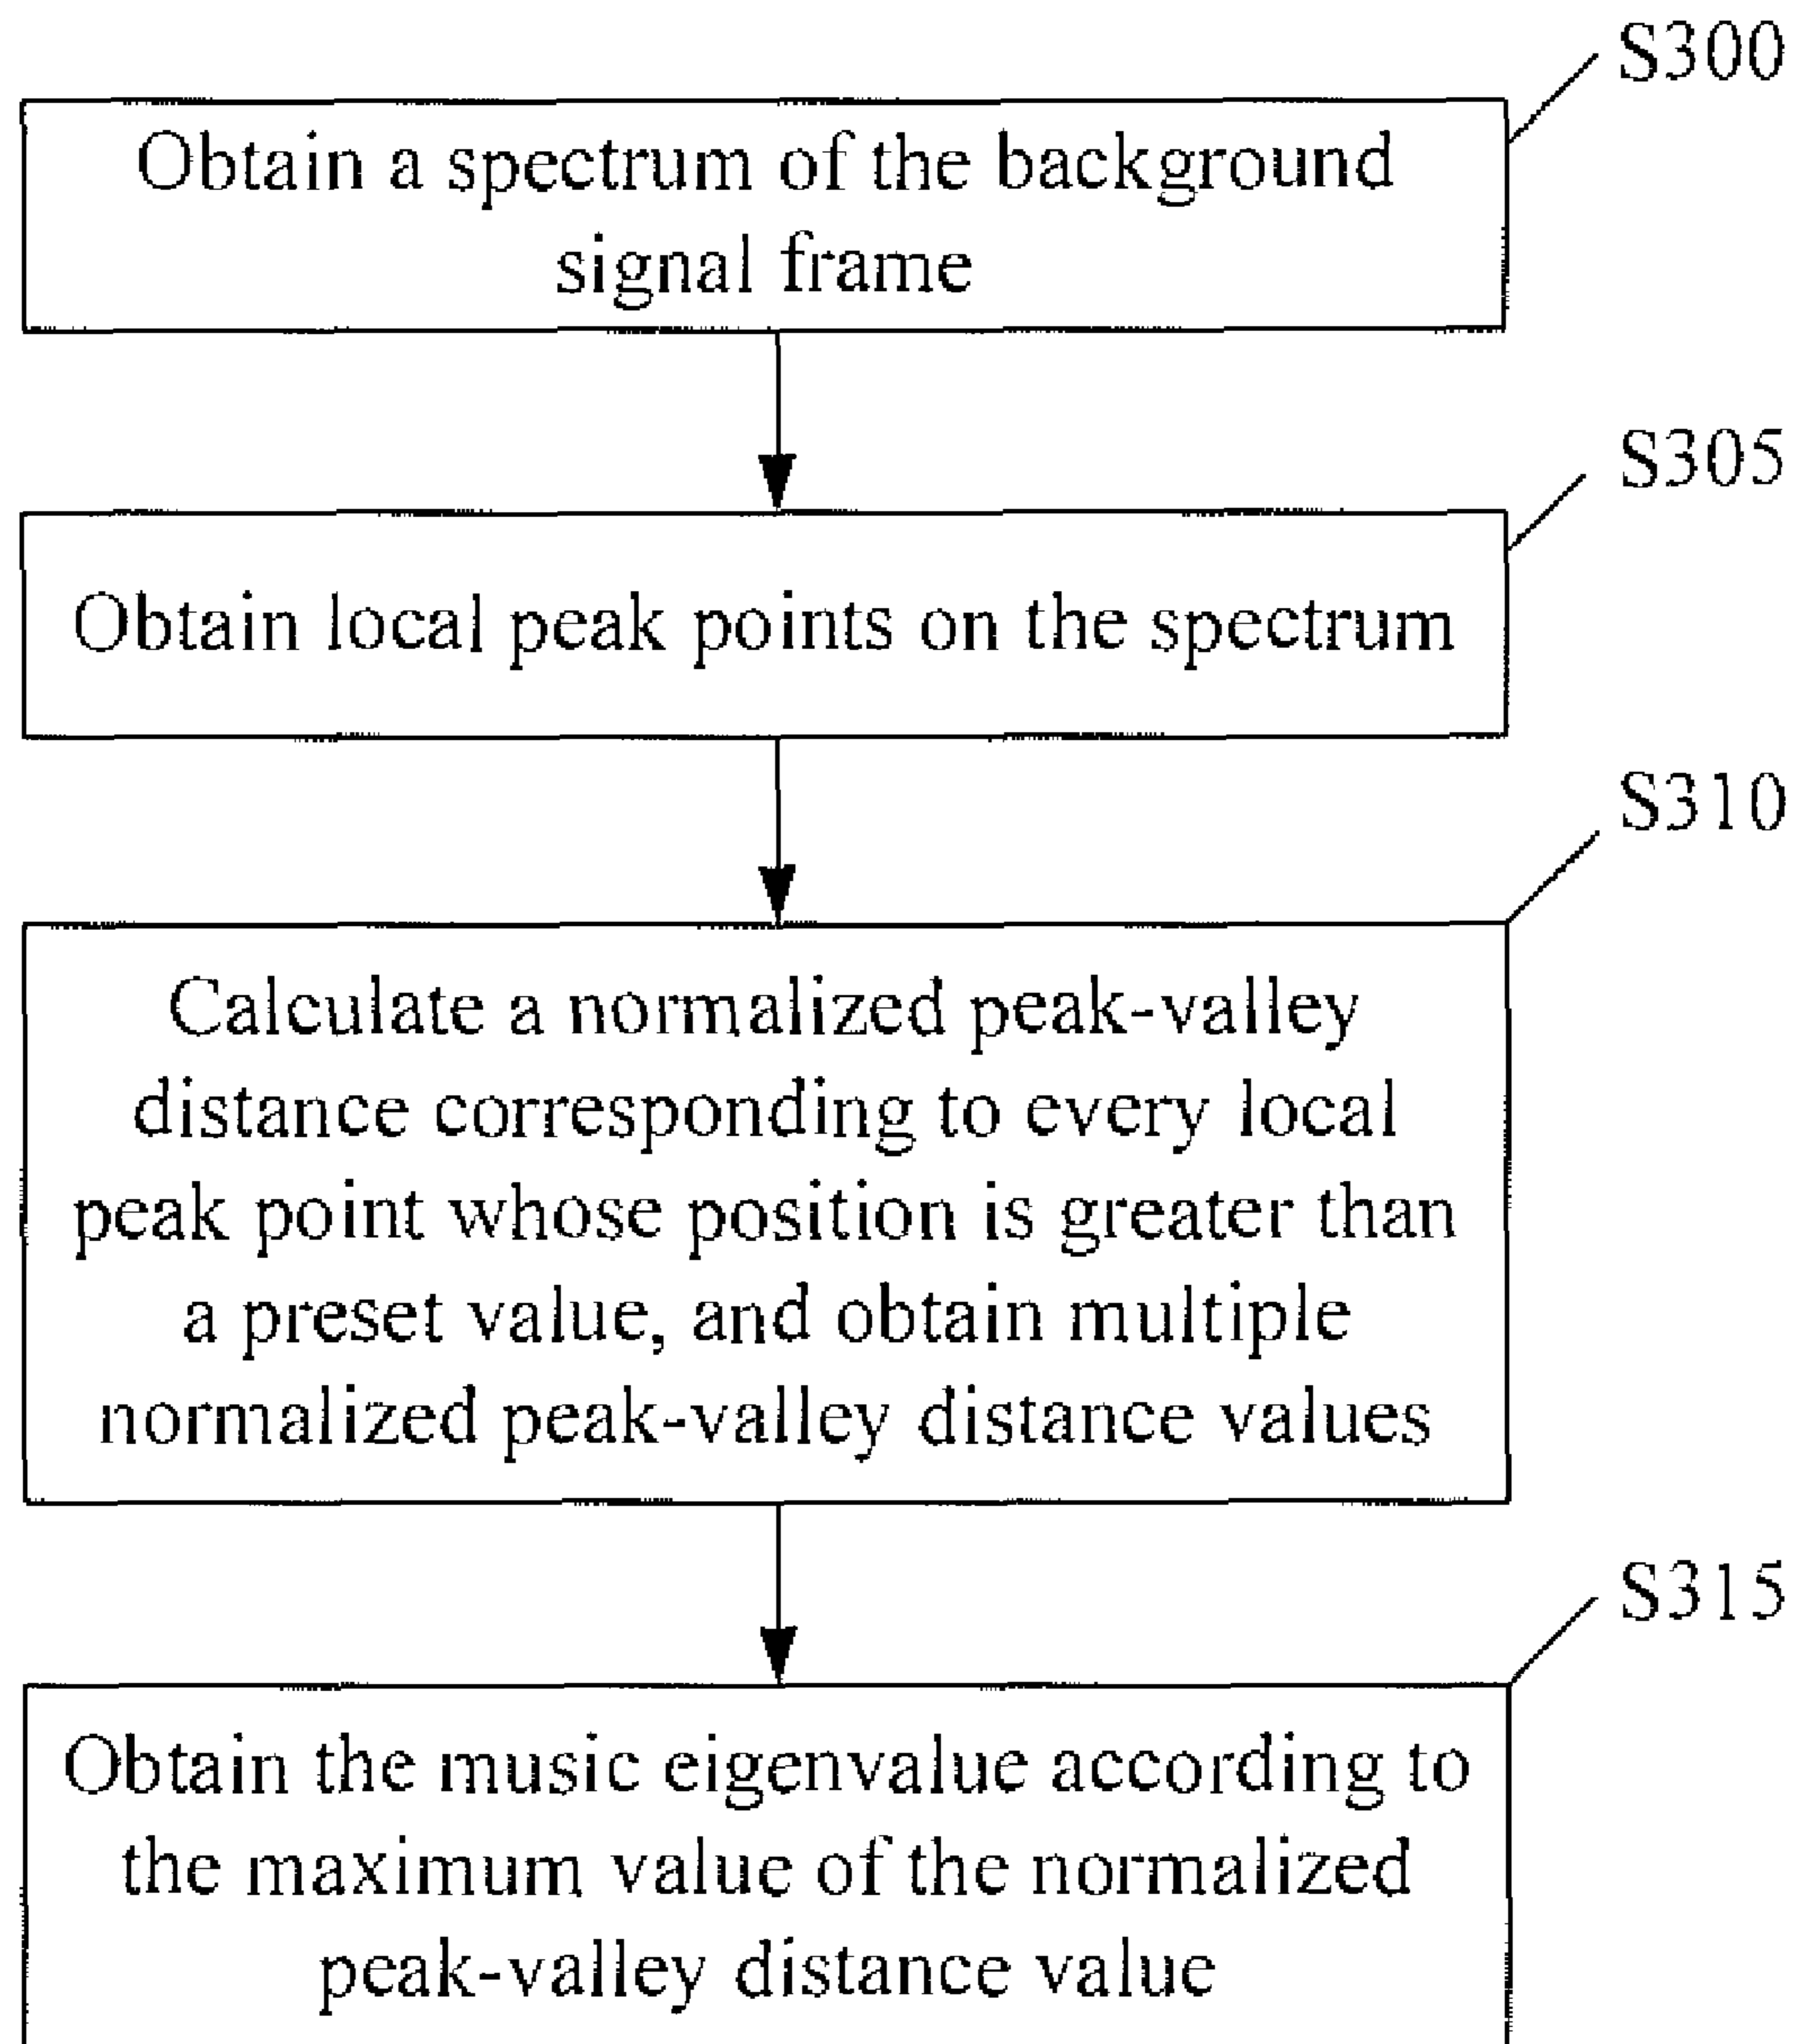 S300
Obtain a spectrum of the background
signal frame
S305
Obtain local peak points on the spectrum
S310
Calculate a normalized peak-valley
distance corresponding to every local
peak point whose position is greater than
a preset value, and obtain multiple
normalized peak-valley distance values
S315
Obtain the music eigenvalue according to
the maximum value of the normalized
peak-valley distance value